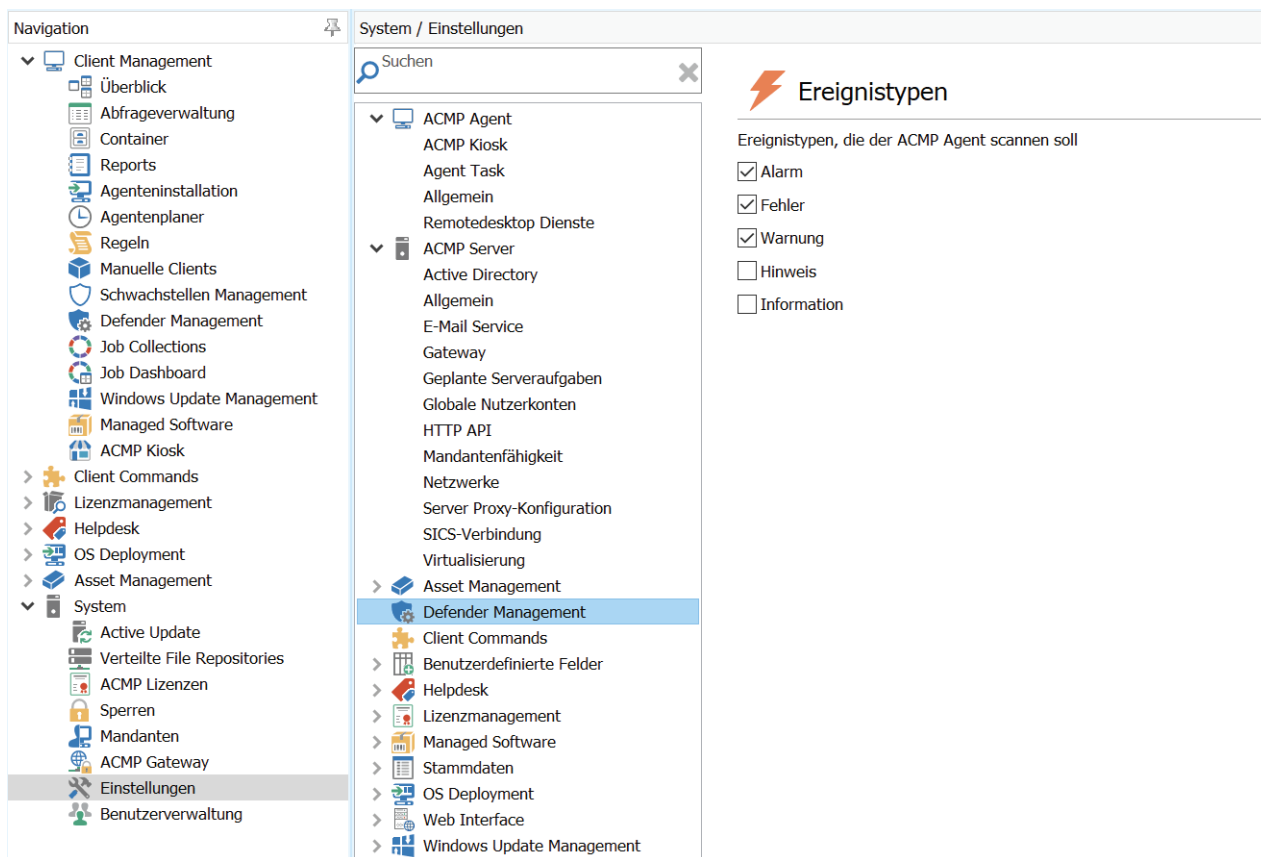 Navigation
Client Management
Überblick
Abfrageverwaltung
Container
Reports
Agenteninstallation
Agentenplaner
Regeln
Manuelle Clients
Schwachstellen Management
Defender Management
Job Collections
Job Dashboard
Windows Update Management
Managed Software
ACMP Kiosk
Client Commands
Lizenzmanagement
Helpdesk
OS Deployment
Asset Management
System
Active Update
Verteilte File Repositories
ACMP Lizenzen
Sperren
Mandanten
ACMP Gateway
Einstellungen
Benutzerverwaltung
System / Einstellungen
Suchen
ACMP Agent
ACMP Kiosk
Agent Task
Allgemein
Remotedesktop Dienste
ACMP Server
Active Directory
Allgemein
E-Mail Service
Gateway
Geplante Serveraufgaben
Globale Nutzerkonten
HTTP API
Mandantenfähigkeit
Netzwerke
Server Proxy-Konfiguration
SICS-Verbindung
Virtualisierung
Asset Management
Defender Management
Client Commands
Benutzerdefinierte Felder
Helpdesk
Lizenzmanagement
Managed Software
Stammdaten
OS Deployment
Web Interface
Windows Update Management
Ereignistypen
Ereignistypen, die der ACMP Agent scannen soll
Alarm
Fehler
Warnung
Hinweis
Information